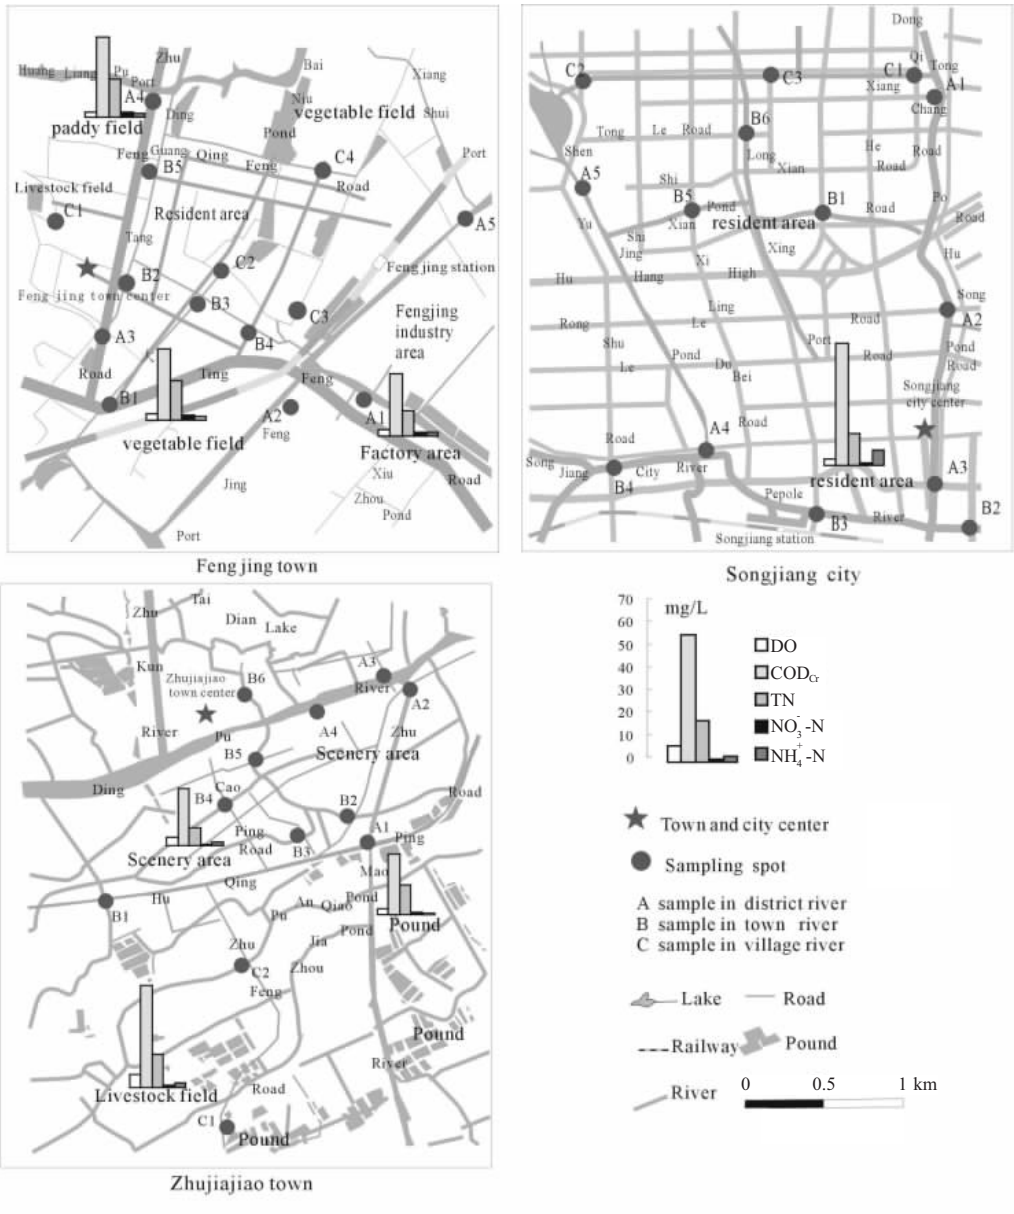 Zhu
Bai
Huang Liang Pu
Port
Xiang
A4
Niu
Ding
vegetable field
Shui
paddy field
Pond
Feng Guang Qing
Feng
C4
Port
B5
Road
Livestock field
C1
Resident area
A5
Tang
C2
Feng jing station
B2
Feng jing town center
B3
C3
Fengjing
industry
area
A3
B4
Road
Ting
Feng
B1
A2
A1
Feng
vegetable field
Factory area
Xiu
Road
Jing
Zhou
Pond
Port
Feng jing town
Dong
Qi
Tong
C2
C3
C1
Xiang
A1
Chang
B6
Tong
Le Road
He
Road
Shen
Long
Xian
Road
A5
Shi
B5
Pond
B1
Road
Po
Road
Yu
Xian
resident area
Shi
Jing
Xing
Hu
Xi
Hu
Hang
High
Song
Ling
A2
Rong
Le
Road
Shu
Port
Pond
Le
Pond
Du
Road
Road
Bei
Songjiang
city center
A4
Road
Road
Song
Jiang
City
River
A3
B4
resident area
Pepole
B2
B3
River
Songjiang station
Songjiang city
Tai
Zhu
Dian
Lake
Kun
Zhujiajiao
town center
B6
A3
River
A2
River
Pu
A4
Zhu
B5
Scenery area
Ding
Cao
B4
B2
Road
Ping
Road
B3
A1
Ping
Scenery area
Mao
Qing
Hu
An Qiao
Pond
B1
Pu
Pound
Pond
Zhu
Jia
C2
Zhou
Feng
Pound
River
Livestock field
Road
C1
Pound
Zhujiajiao town
70
mg/L
60
50
40
30
20
10
0
DO
COD_Cr
TN
NO₃⁻-N
NH₄⁺-N
Town and city center
Sampling spot
A sample in district river
B sample in town river
C sample in village river
Lake
Road
Railway
Pound
River
0 0.5 1 km